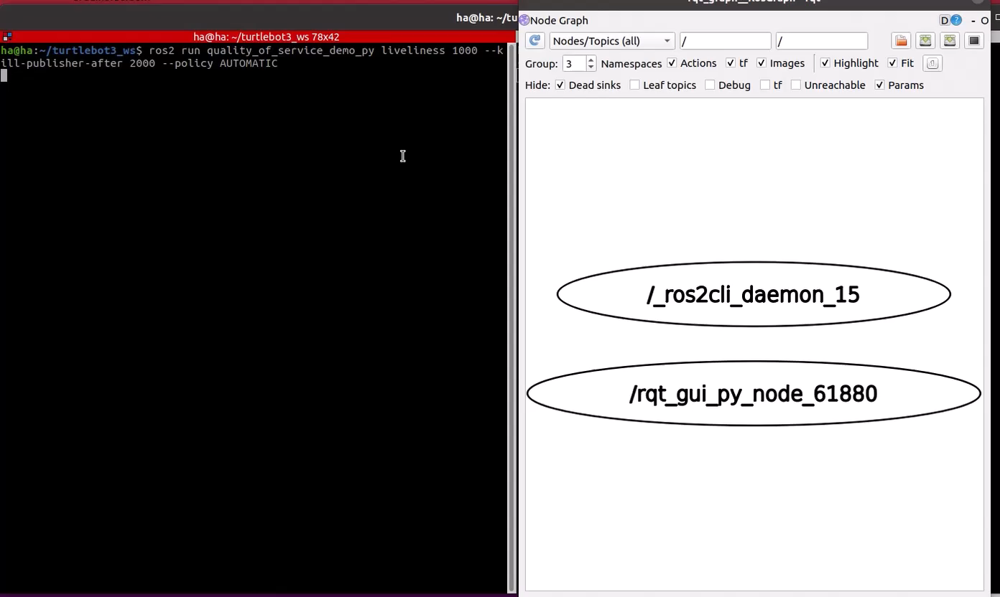 ha@ha: ~/tu
ha@ha: ~/turtlebot3_ws 78x42
ha@ha:~/turtlebot3_ws$ ros2 run quality_of_service_demo_py liveliness 1000 --k
ill-publisher-after 2000 --policy AUTOMATIC
Node Graph
D ? - O
Nodes/Topics (all) / /
Group: 3 Namespaces Actions tf Images Highlight Fit
Hide: Dead sinks Leaf topics Debug tf Unreachable Params
/_ros2cli_daemon_15
/rqt_gui_py_node_61880